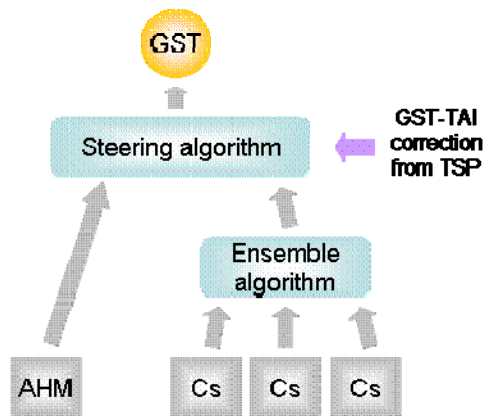 GST
Steering algorithm
GST-TAI
correction
from TSP
Ensemble
algorithm
AHM
Cs
Cs
Cs